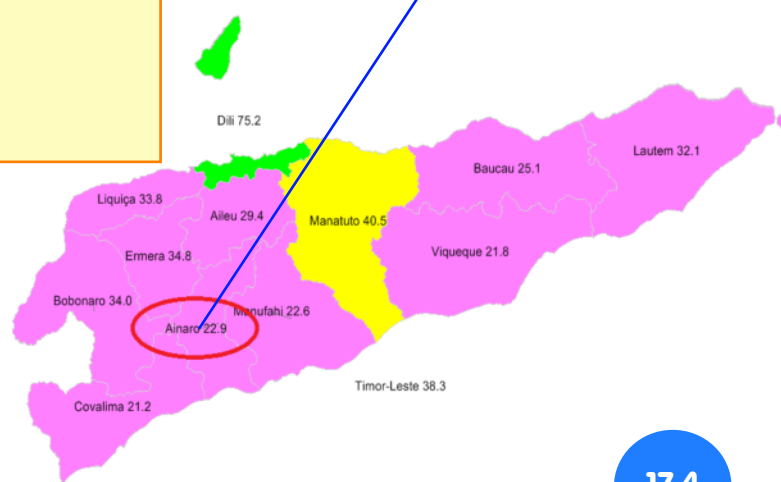 Dili 75.2
Lautem 32.1
Baucau 25.1
Liquiça 33.8
Aileu 29.4
Manatuto 40.5
Viqueque 21.8
Ermera 34.8
Bobonaro 34.0
Manufahi 22.6
Ainaro 22.9
Timor-Leste 38.3
Covalima 21.2
17.4